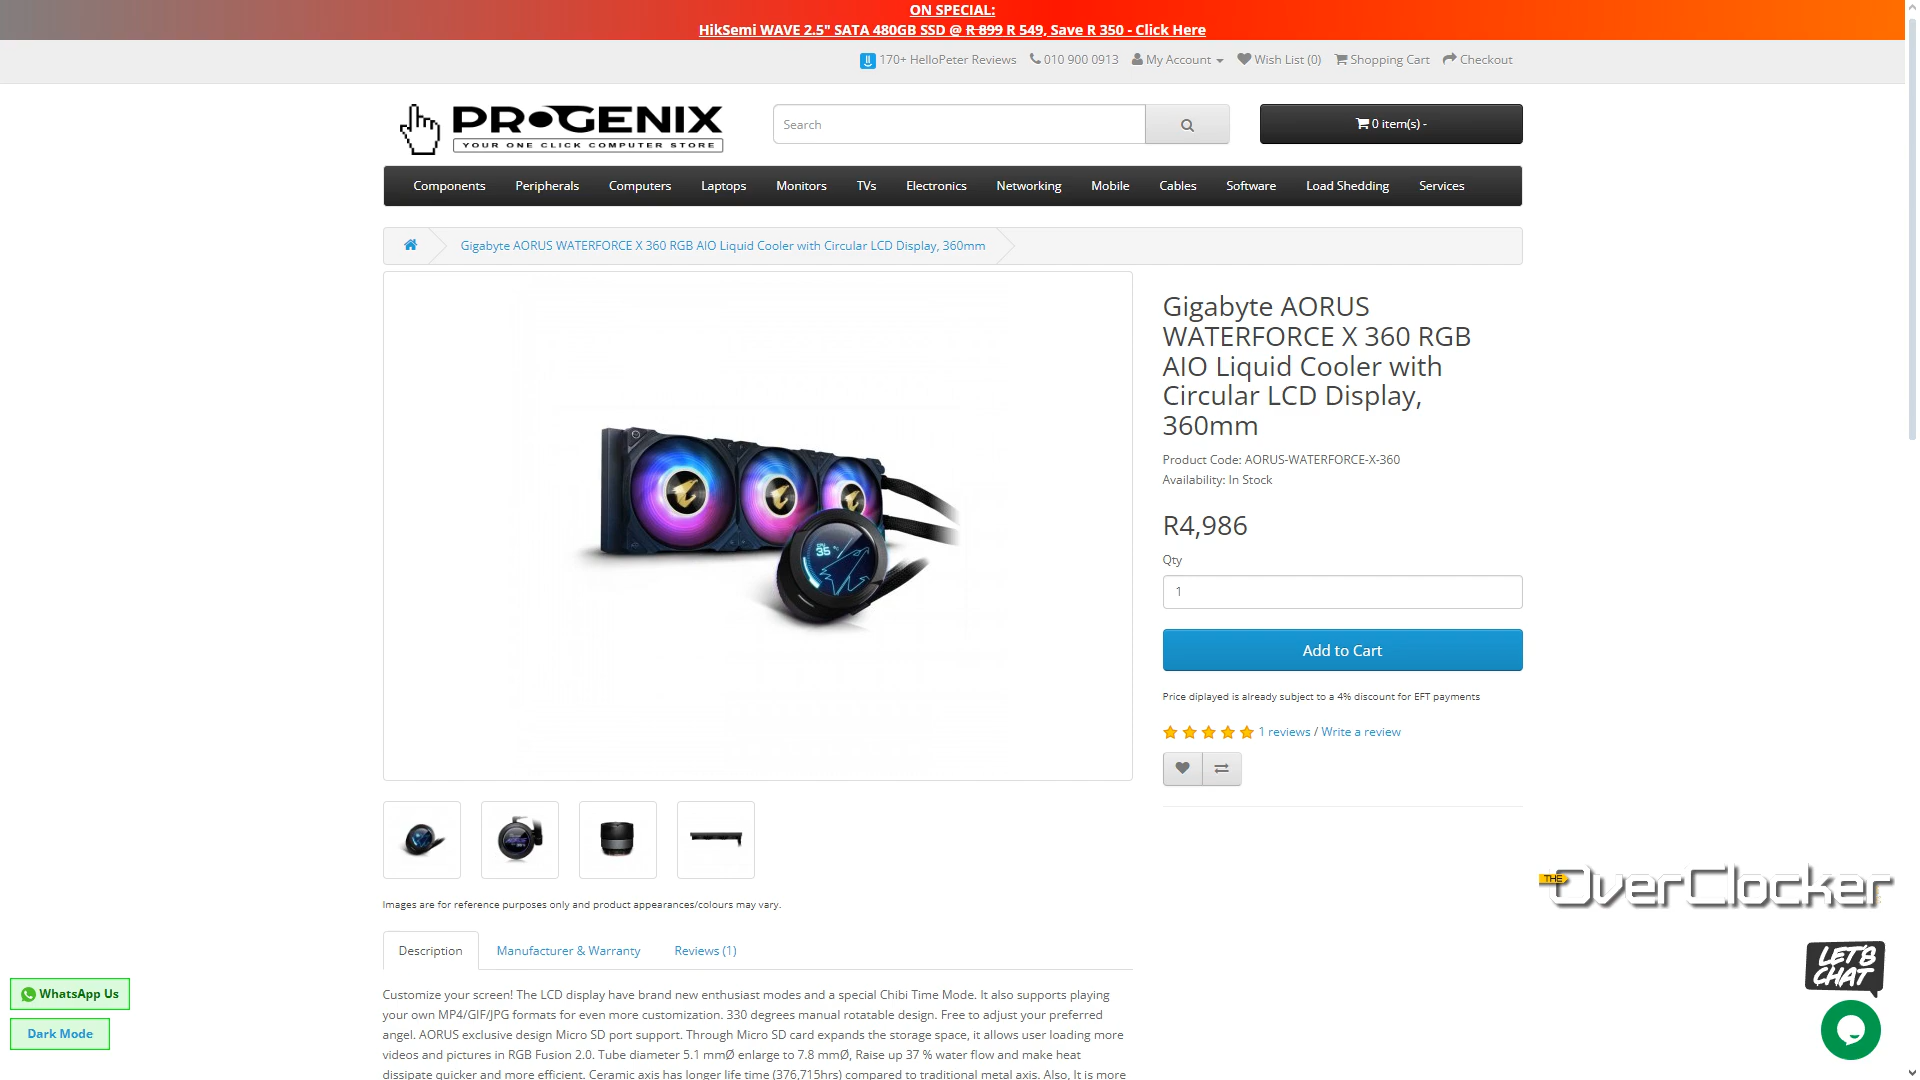 ON SPECIAL:
HikSemi WAVE 2.5" SATA 480GB SSD @ R 899 R 549, Save R 350 - Click Here
170+ HelloPeter Reviews 010 900 0913 My Account Wish List (0) Shopping Cart Checkout
PROGENIX
YOUR ONE CLICK COMPUTER STORE
Search
0 item(s) -
Components Peripherals Computers Laptops Monitors TVs Electronics Networking Mobile Cables Software Load Shedding Services
Gigabyte AORUS WATERFORCE X 360 RGB AIO Liquid Cooler with Circular LCD Display, 360mm
Gigabyte AORUS
WATERFORCE X 360 RGB
AIO Liquid Cooler with
Circular LCD Display,
360mm
Product Code: AORUS-WATERFORCE-X-360
Availability: In Stock
R4,986
Qty
1
Add to Cart
Price diplayed is already subject to a 4% discount for EFT payments
1 reviews / Write a review
CPU
35 °C
Images are for reference purposes only and product appearances/colours may vary.
Description Manufacturer & Warranty Reviews (1)
Customize your screen! The LCD display have brand new enthusiast modes and a special Chibi Time Mode. It also supports playing
your own MP4/GIF/JPG formats for even more customization. 330 degrees manual rotatable design. Free to adjust your preferred
angel. AORUS exclusive design Micro SD port support. Through Micro SD card expands the storage space, it allows user loading more
videos and pictures in RGB Fusion 2.0. Tube diameter 5.1 mmØ enlarge to 7.8 mmØ, Raise up 37 % water flow and make heat
dissipate quicker and more efficient. Ceramic axis has longer life time (376,715hrs) compared to traditional metal axis. Also, It is more
THE OverClocker
LET'S
CHAT
WhatsApp Us
Dark Mode